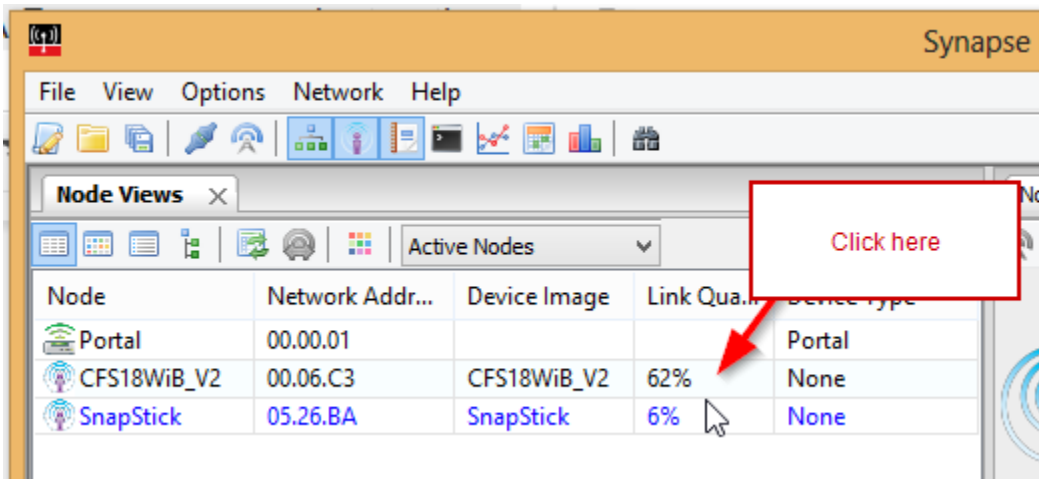 Synapse
File View Options Network Help
Node Views
Active Nodes
Click here
Node Network Addr... Device Image Link Qua... Device Type
Portal 00.00.01 Portal
CFS18WiB_V2 00.06.C3 CFS18WiB_V2 62% None
SnapStick 05.26.BA SnapStick 6% None